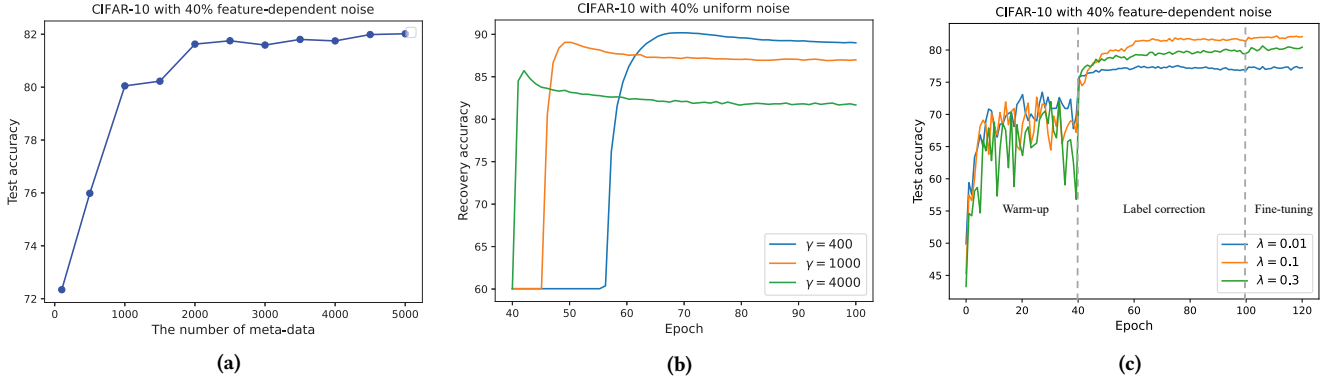 CIFAR-10 with 40% feature-dependent noise
Test accuracy
82
80
78
76
74
72
0
1000
2000
3000
4000
5000
The number of meta-data
(a)
CIFAR-10 with 40% uniform noise
Recovery accuracy
90
85
80
75
70
65
60
40
50
60
70
80
90
100
Epoch
γ = 400
γ = 1000
γ = 4000
(b)
CIFAR-10 with 40% feature-dependent noise
Test accuracy
80
75
70
65
60
55
50
45
0
20
40
60
80
100
120
Epoch
Warm-up
Label correction
Fine-tuning
λ = 0.01
λ = 0.1
λ = 0.3
(c)